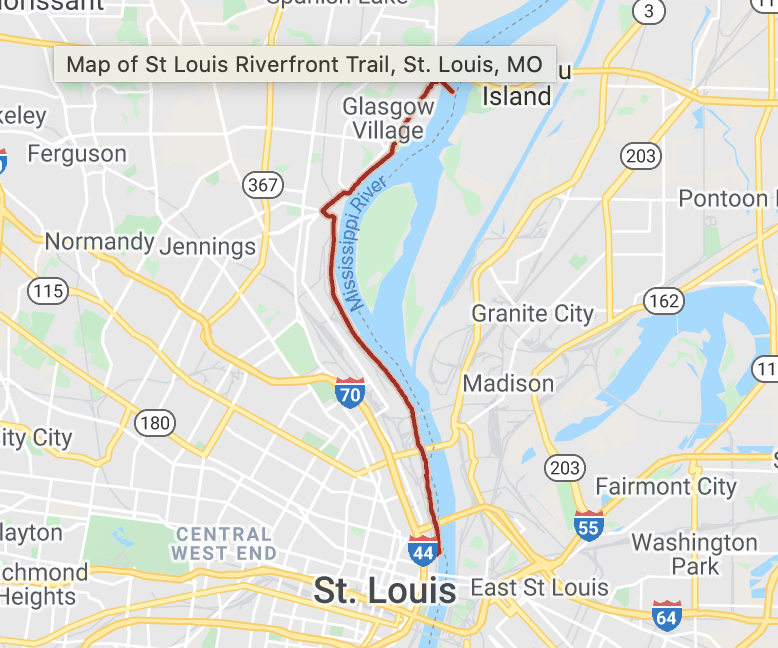 3
Map of St Louis Riverfront Trail, St. Louis, MO
Island
Glasgow
Village
Ferguson
203
367
Pontoon
Mississippi River
Normandy
Jennings
115
162
Granite City
70
Madison
180
City
203
Fairmont City
55
CENTRAL
WEST END
44
Washington
Park
Heights
St. Louis
East St Louis
64